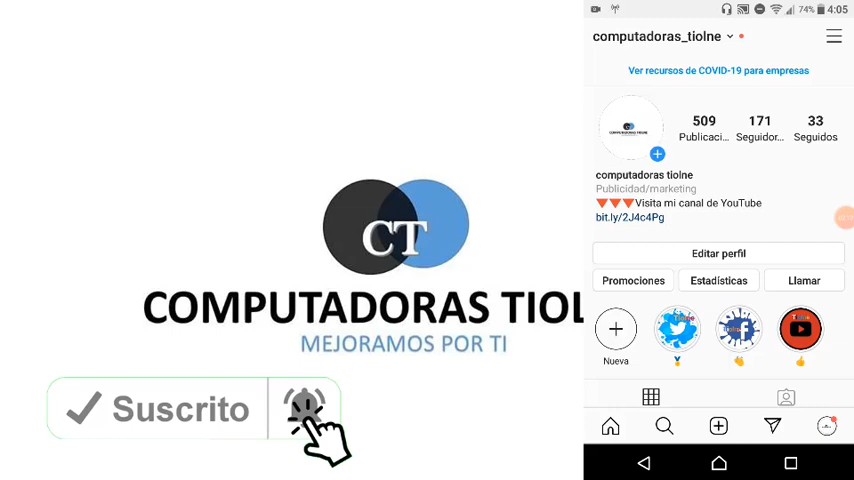 CT
COMPUTADORAS TIOL
MEJORAMOS POR TI
Suscrito
74% 4:05
computadoras_tiolne
Ver recursos de COVID-19 para empresas
509 171 33
Publicaci... Seguidor... Seguidos
computadoras tiolne
Publicidad/marketing
Visita mi canal de YouTube
bit.ly/2J4c4Pg
Editar perfil
Promociones Estadísticas Llamar
Nueva